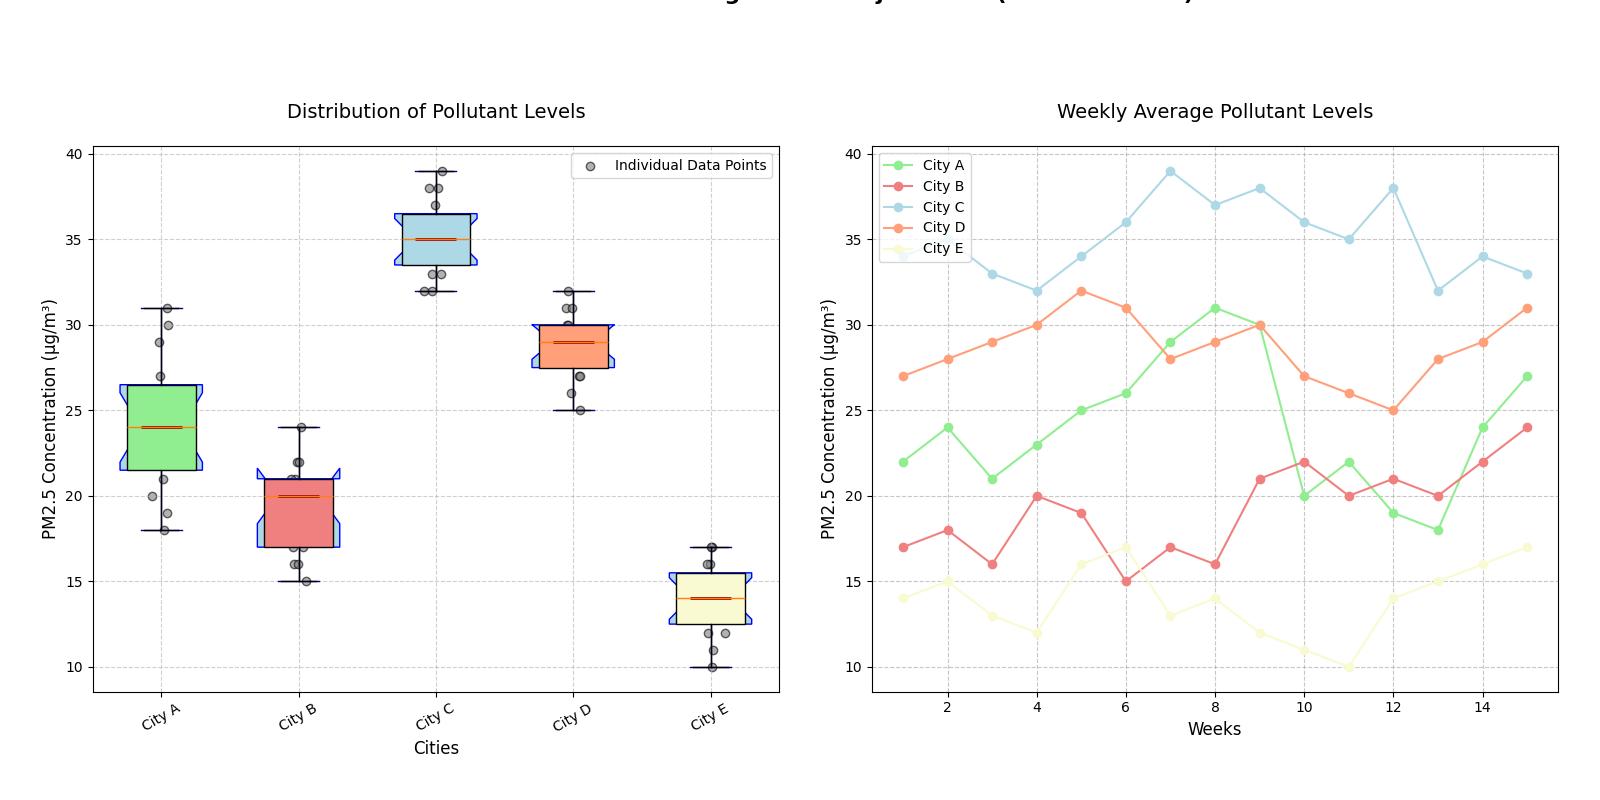 Distribution of Pollutant Levels
40
35
30
25
20
15
10
PM2.5 Concentration (µg/m³)
Individual Data Points
City A
City B
City C
City D
City E
Cities
Weekly Average Pollutant Levels
40
35
30
25
20
15
10
PM2.5 Concentration (µg/m³)
City A
City B
City C
City D
City E
2 4 6 8 10 12 14
Weeks